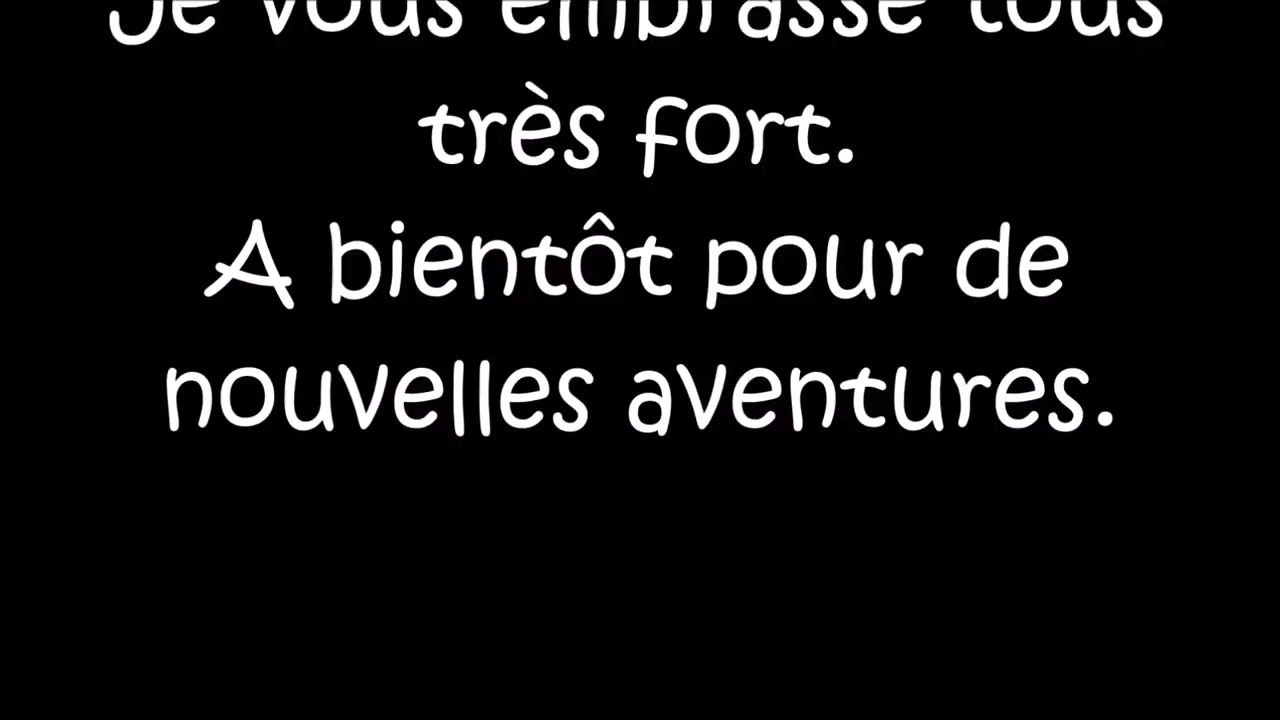 Je vous embrasse tous
très fort.
A bientôt pour de
nouvelles aventures.